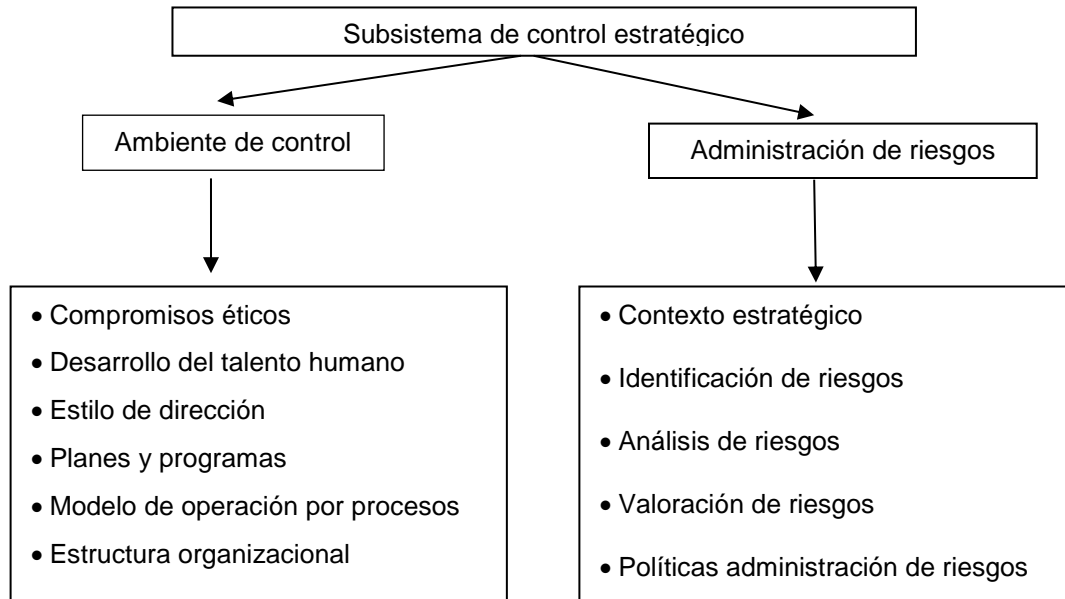 Subsistema de control estratégico
Ambiente de control
Administración de riesgos
• Compromisos éticos
• Desarrollo del talento humano
• Estilo de dirección
• Planes y programas
• Modelo de operación por procesos
• Estructura organizacional
• Contexto estratégico
• Identificación de riesgos
• Análisis de riesgos
• Valoración de riesgos
• Políticas administración de riesgos